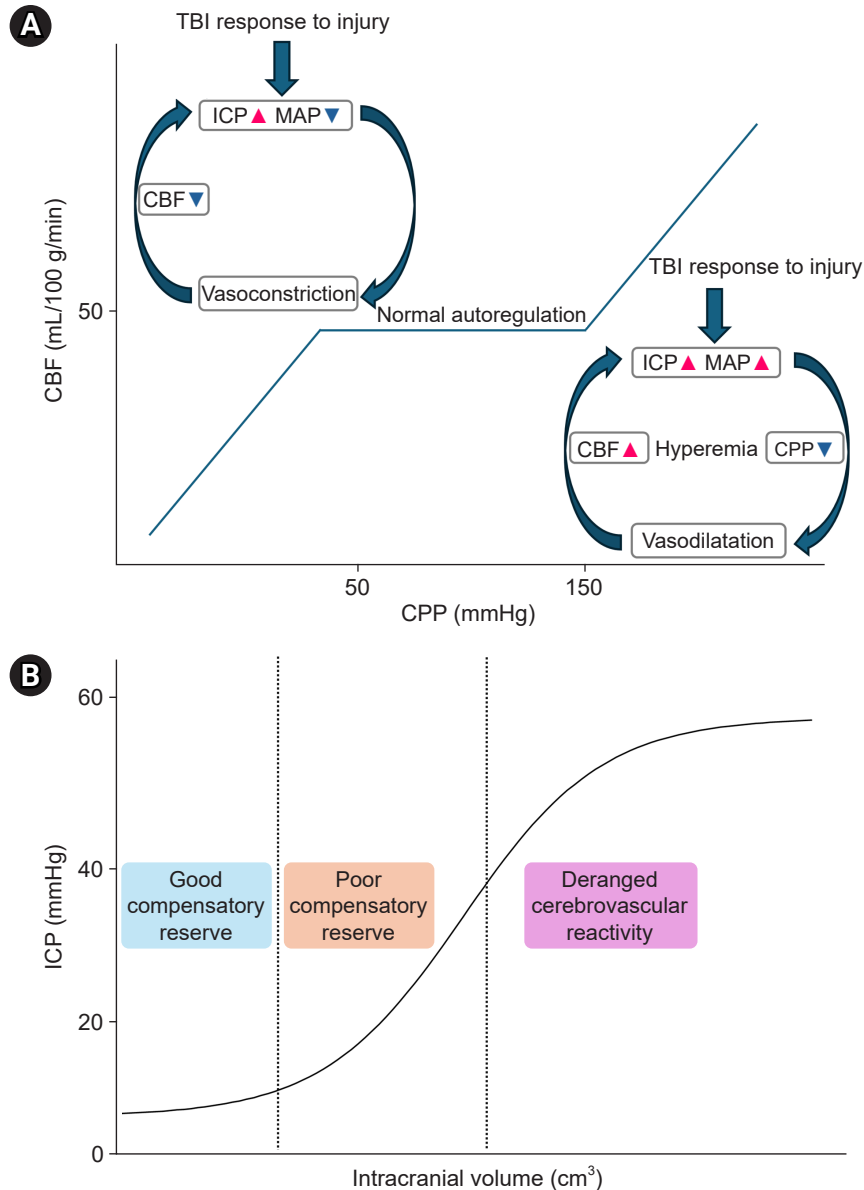 A
TBI response to injury
ICP ▲ MAP ▼
CBF ▼
Vasoconstriction
50
Normal autoregulation
TBI response to injury
ICP ▲ MAP ▲
CBF ▲ Hyperemia CPP ▼
Vasodilatation
CBF (mL/100 g/min)
50 150
CPP (mmHg)
B
60
40
20
0
ICP (mmHg)
Good
compensatory
reserve
Poor
compensatory
reserve
Deranged
cerebrovascular
reactivity
Intracranial volume (cm³)